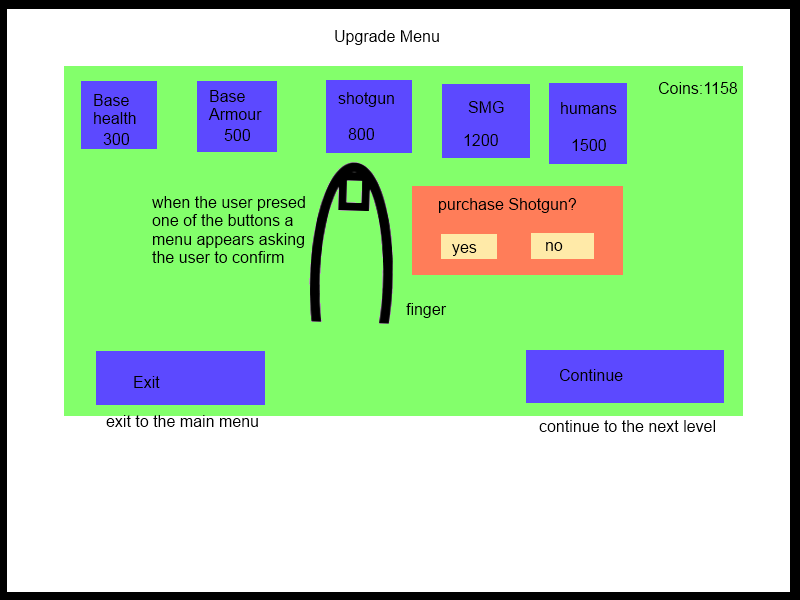 Upgrade Menu
Base
health
300
Base
Armour
500
shotgun
800
SMG
1200
humans
1500
Coins:1158
when the user presed
one of the buttons a
menu appears asking
the user to confirm
purchase Shotgun?
yes
no
finger
Exit
Continue
exit to the main menu
continue to the next level